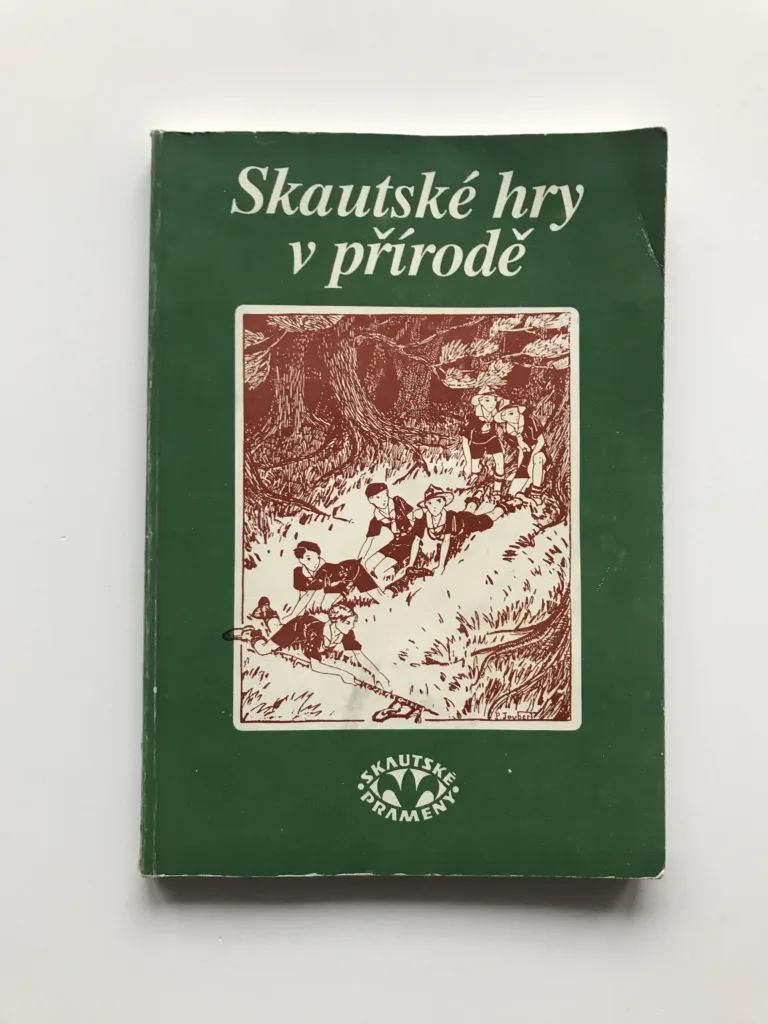 Skautské hry
v přírodě
P. Joubert
SKAUTSKÉ
PRAMENY